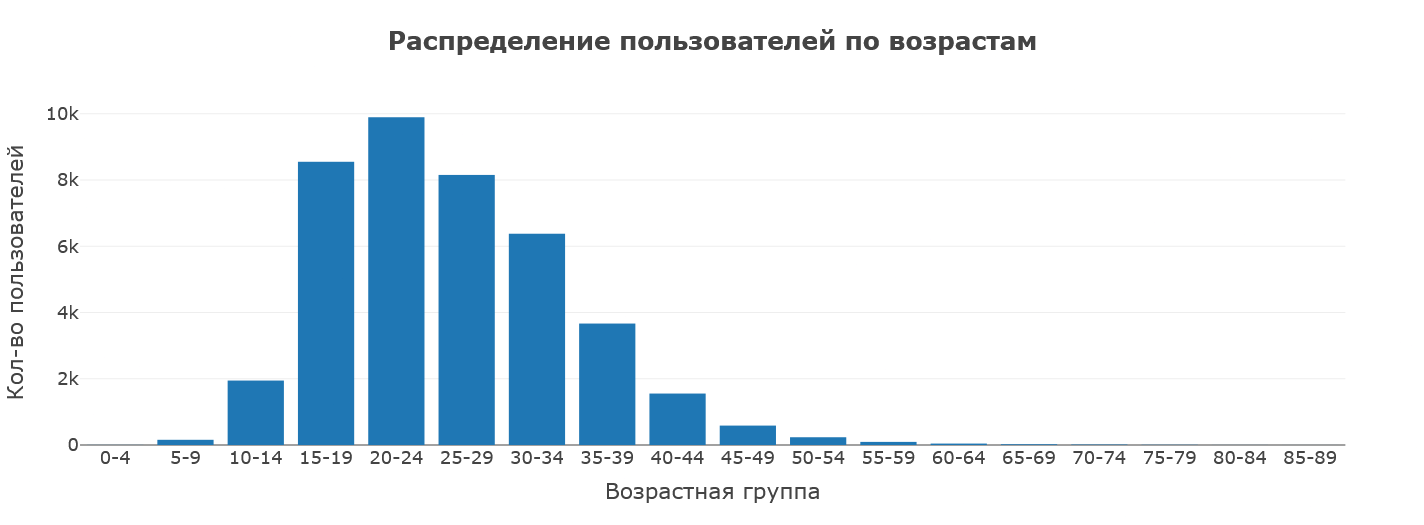 Распределение пользователей по возрастам
10k
8k
6k
4k
2k
0
Кол-во пользователей
0-4 5-9 10-14 15-19 20-24 25-29 30-34 35-39 40-44 45-49 50-54 55-59 60-64 65-69 70-74 75-79 80-84 85-89
Возрастная группа